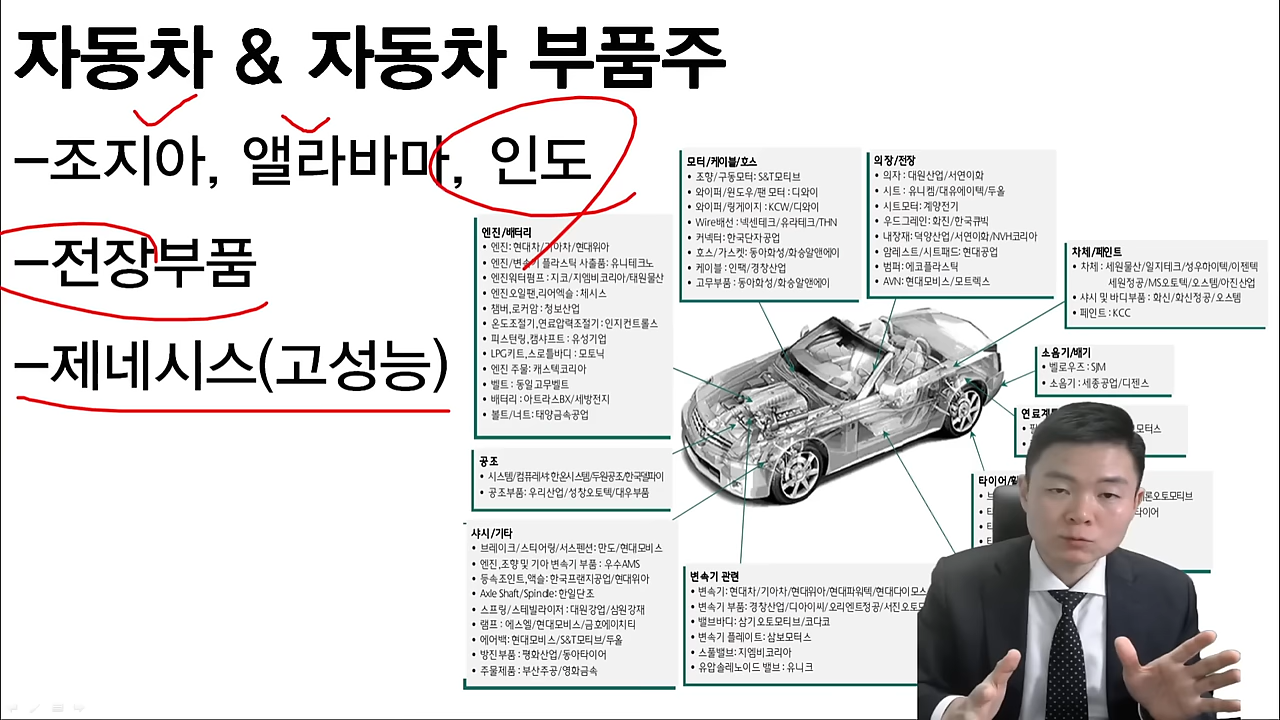 자동차 & 자동차 부품주
-조지아, 앨라바마, 인도
-전장부품
-제네시스(고성능)
엔진/배터리
• 엔진: 현대차/기아차/현대위아
• 엔진/변속기 플라스틱 사출품: 유니테크노
• 엔진워터펌프 : 지코/지엠비코리아/태원물산
• 엔진오일팬,리어엑슬 : 체시스
• 챔버,로커암 : 청보산업
• 온도조절기,연료압력조절기 : 인지컨트롤스
• 피스턴링,캠샤프트 : 유성기업
• LPG키트,스로틀바디 : 모토닉
• 엔진 주물: 캐스텍코리아
• 벨트 : 동일고무벨트
• 배터리 : 아트라스BX/세방전지
• 볼트/너트: 태양금속공업
공조
• 시스템/컴퓨레셔: 한온시스템/두원공조/한국델파이
• 공조부품: 우리산업/성창오토텍/대우부품
샤시/기타
• 브레이크/스티어링/서스펜션: 만도/현대모비스
• 엔진,조향 및 기아 변속기 부품 : 우수AMS
• 등속조인트,액슬: 한국프랜지공업/현대위아
• Axle Shaft/Spindle: 한일단조
• 스프링/스테빌라이저 : 대원강업/삼원강재
• 램프 : 에스엘/현대모비스/금호에이치티
• 에어백: 현대모비스/S&T모티브/두올
• 방진부품 : 평화산업/동아타이어
• 주물제품 : 부산주공/영화금속
모터/케이블/호스
• 조향/구동모터: S&T모티브
• 와이퍼/윈도우/팬 모터 : 디와이
• 와이퍼/링게이지 : KCW/디와이
• Wire배선 : 넥센테크/유라테크/THN
• 커넥터: 한국단자공업
• 호스/가스켓: 동아화성/화승알앤에이
• 케이블 : 인팩/경창산업
• 고무부품 : 동아화성/화승알앤에이
의장/전장
• 의자 : 대원산업/서연이화
• 시트 : 유니켐/대유에이텍/두올
• 시트모터: 계양전기
• 우드그레인: 화진/한국큐빅
• 내장재: 덕양산업/서연이화/NVH코리아
• 암레스트/시트패드: 현대공업
• 범퍼: 에코플라스틱
• AVN: 현대모비스/모트렉스
차체/페인트
• 차체 : 세원물산/일지테크/성우하이텍/이젠텍
세원정공/MS오토텍/오스템/아진산업
• 샤시 및 바디부품 : 화신/화신정공/오스템
• 페인트 : KCC
소음기/배기
• 벨로우즈 : SJM
• 소음기 : 세종공업/디젠스
연료계
모터스
타이어/휠
론오토모티브
타이어
변속기 관련
• 변속기: 현대차/기아차/현대위아/현대파워텍/현대다이모스
• 변속기 부품: 경창산업/디아이씨/오리엔트정공/서진오토모
• 밸브바디: 삼기오토모티브/코다코
• 변속기 플레이트: 삼보모터스
• 스풀밸브: 지엠비코리아
• 유압솔레노이드 밸브 : 유니크